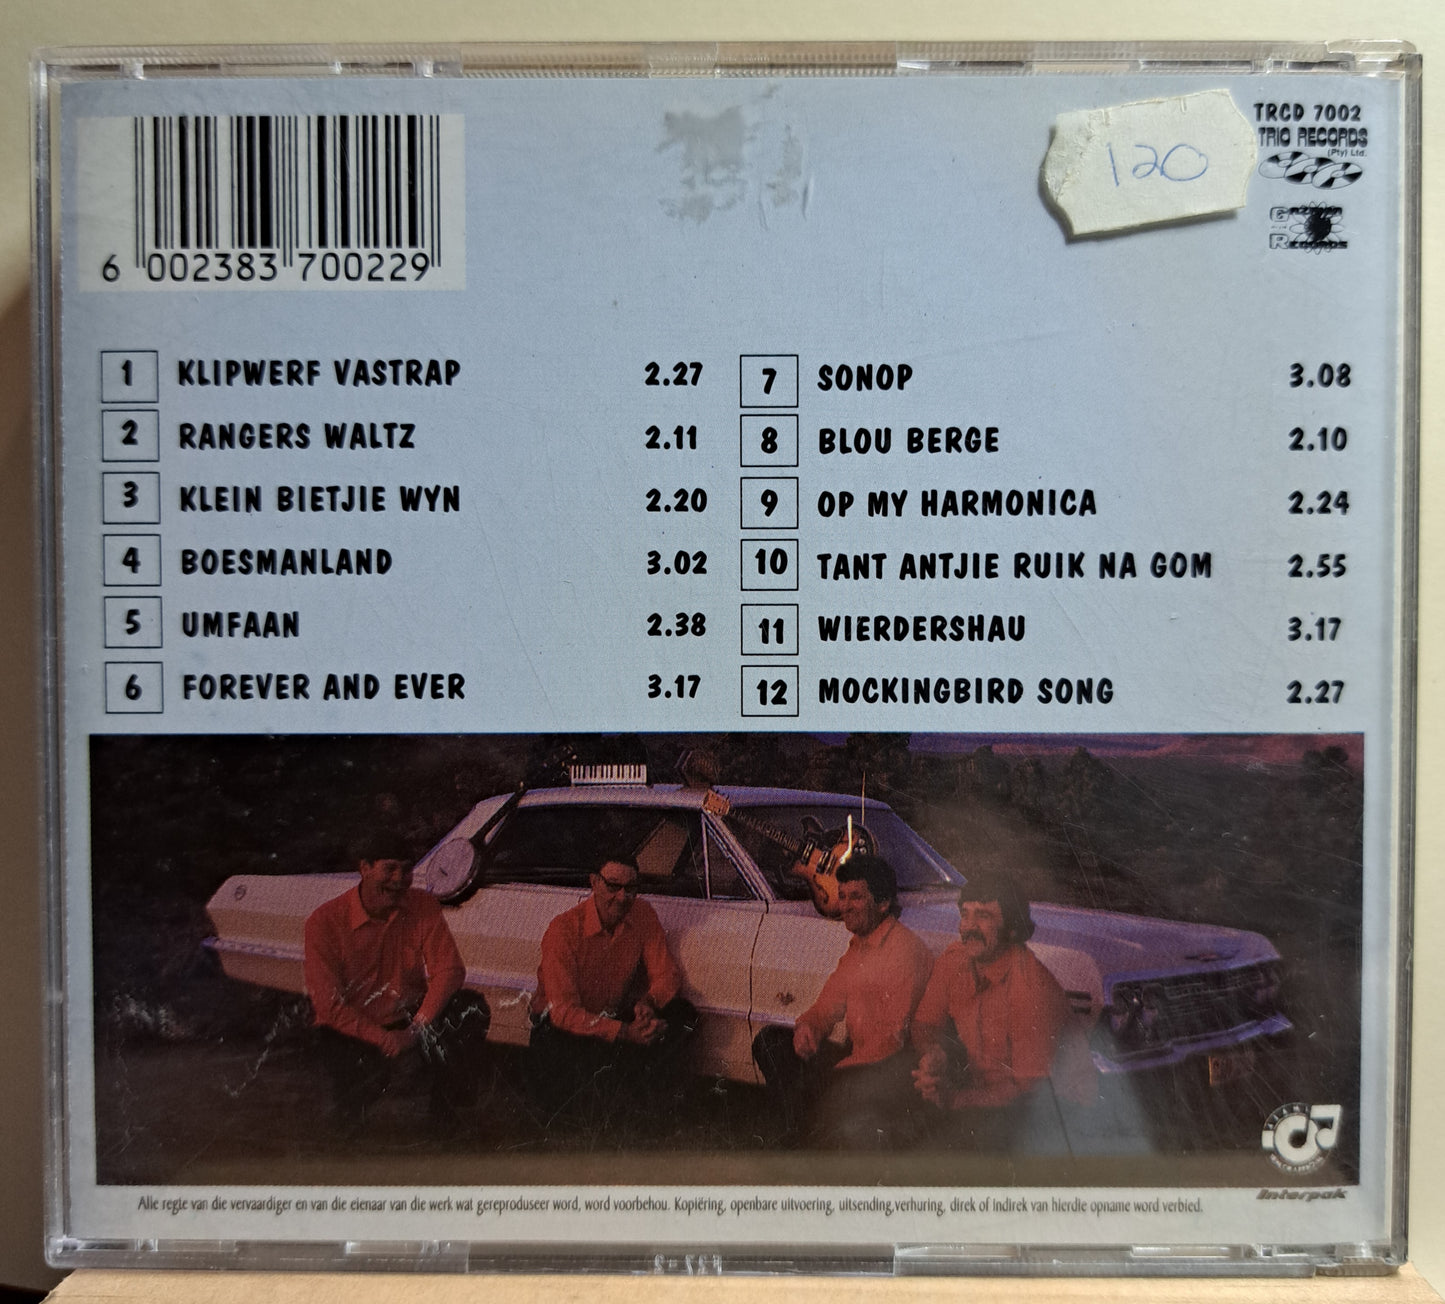 TRCD 7002
TRIO RECORDS
(Pty) Ltd.
120
RECORDS
6 002383 700229
1 KLIPWERF VASTRAP 2.27
2 RANGERS WALTZ 2.11
3 KLEIN BIETJIE WYN 2.20
4 BOESMANLAND 3.02
5 UMFAAN 2.38
6 FOREVER AND EVER 3.17
7 SONOP 3.08
8 BLOU BERGE 2.10
9 OP MY HARMONICA 2.24
10 TANT ANTJIE RUIK NA GOM 2.55
11 WIERDERSHAU 3.17
12 MOCKINGBIRD SONG 2.27
Interpak
Alle regte van die vervaardiger en van die eienaar van die werk wat gereproduseer word, word voorbehou. Kopiëring, openbare uitvoering, uitsending,verhuring, direk of indirek van hierdie opname word verbied.